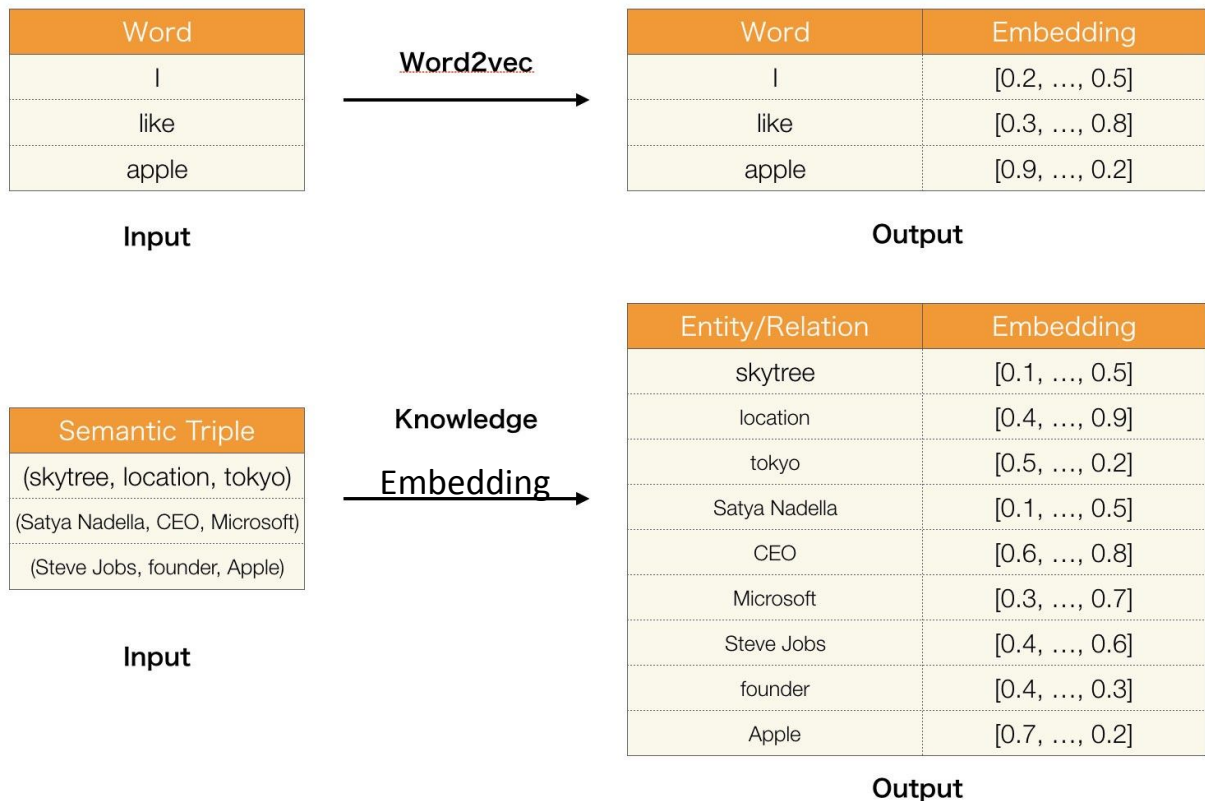 Word
I
like
apple
Input
Word2vec
Word Embedding
I [0.2, …, 0.5]
like [0.3, …, 0.8]
apple [0.9, …, 0.2]
Output
Semantic Triple
(skytree, location, tokyo)
(Satya Nadella, CEO, Microsoft)
(Steve Jobs, founder, Apple)
Input
Knowledge
Embedding
Entity/Relation Embedding
skytree [0.1, …, 0.5]
location [0.4, …, 0.9]
tokyo [0.5, …, 0.2]
Satya Nadella [0.1, …, 0.5]
CEO [0.6, …, 0.8]
Microsoft [0.3, …, 0.7]
Steve Jobs [0.4, …, 0.6]
founder [0.4, …, 0.3]
Apple [0.7, …, 0.2]
Output